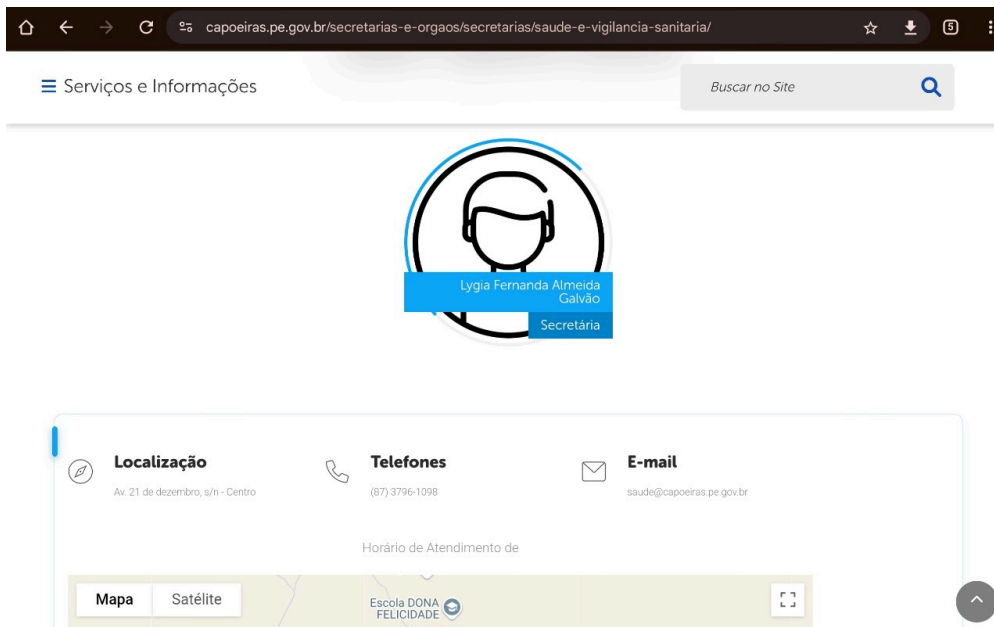 capoeiras.pe.gov.br/secretarias-e-orgaos/secretarias/saude-e-vigilancia-sanitaria/
5
Serviços e Informações
Buscar no Site
Lygia Fernanda Almeida
Galvão
Secretária
Localização
Av. 21 de dezembro, s/n - Centro
Telefones
(87) 3796-1098
E-mail
saude@capoeiras.pe.gov.br
Horário de Atendimento de
Mapa
Satélite
Escola DONA
FELICIDADE